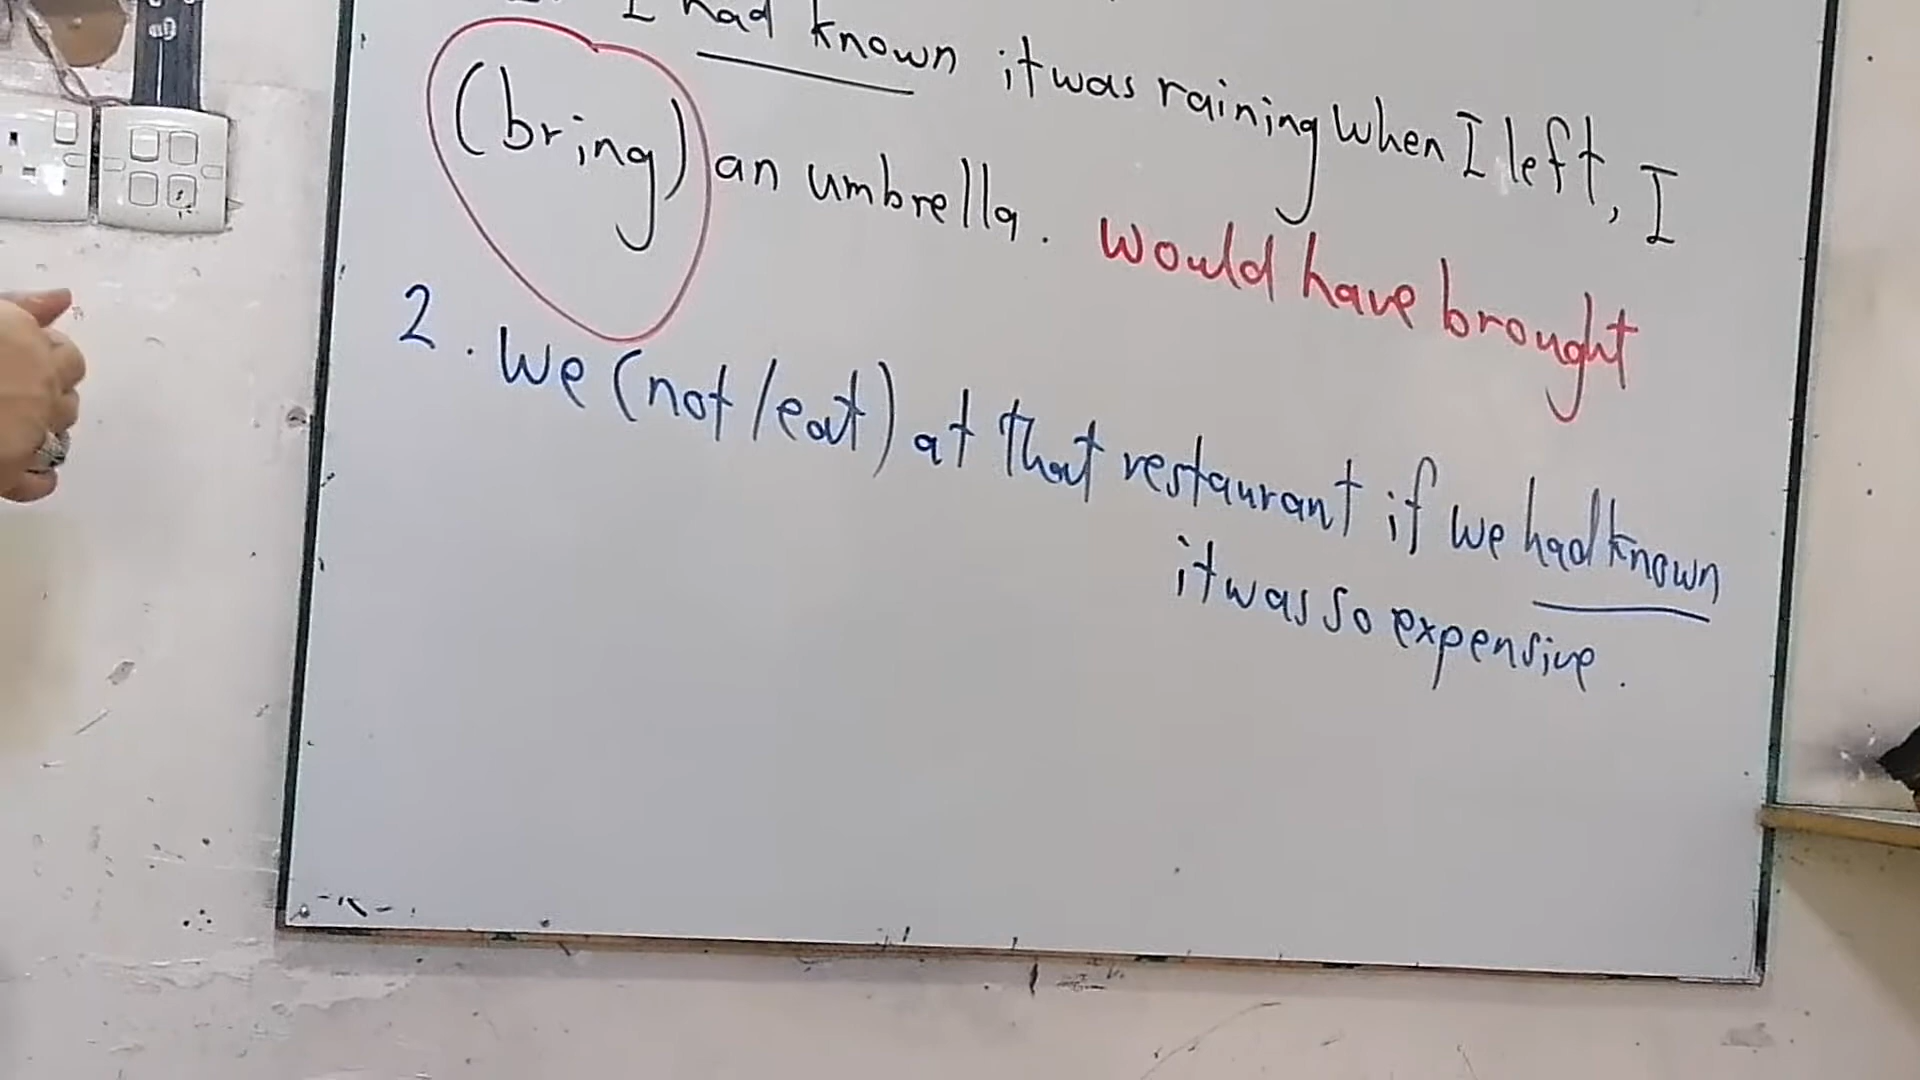 I had known it was raining when I left, I
(bring) an umbrella. would have brought
2. We (not/eat) at that restaurant if we had known
it was so expensive.